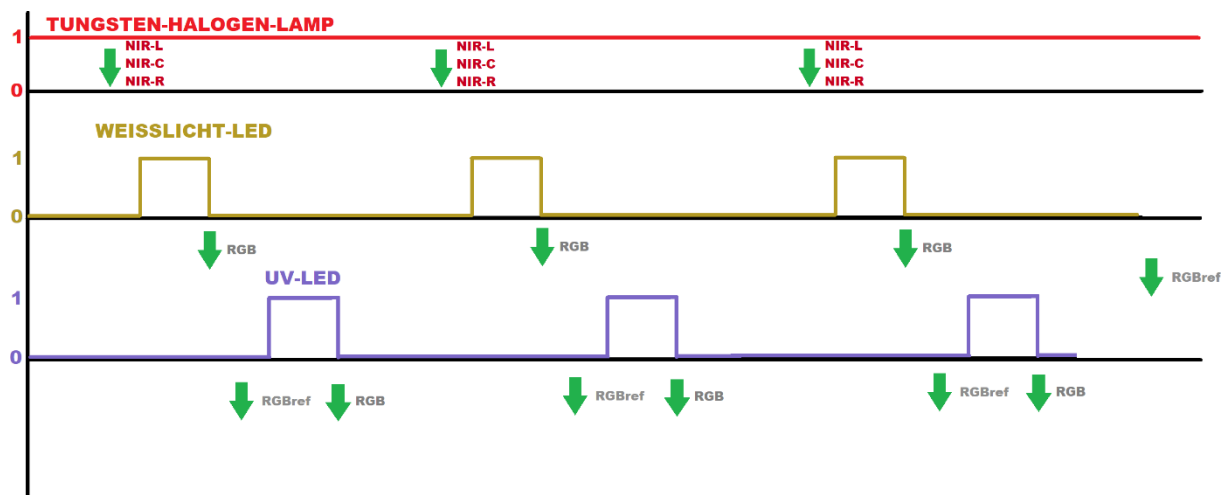 TUNGSTEN-HALOGEN-LAMP
1
NIR-L
NIR-C
NIR-R
NIR-L
NIR-C
NIR-R
NIR-L
NIR-C
NIR-R
0
WEISSLICHT-LED
1
0
RGB
RGB
RGB
RGBref
UV-LED
1
0
RGBref
RGB
RGBref
RGB
RGBref
RGB